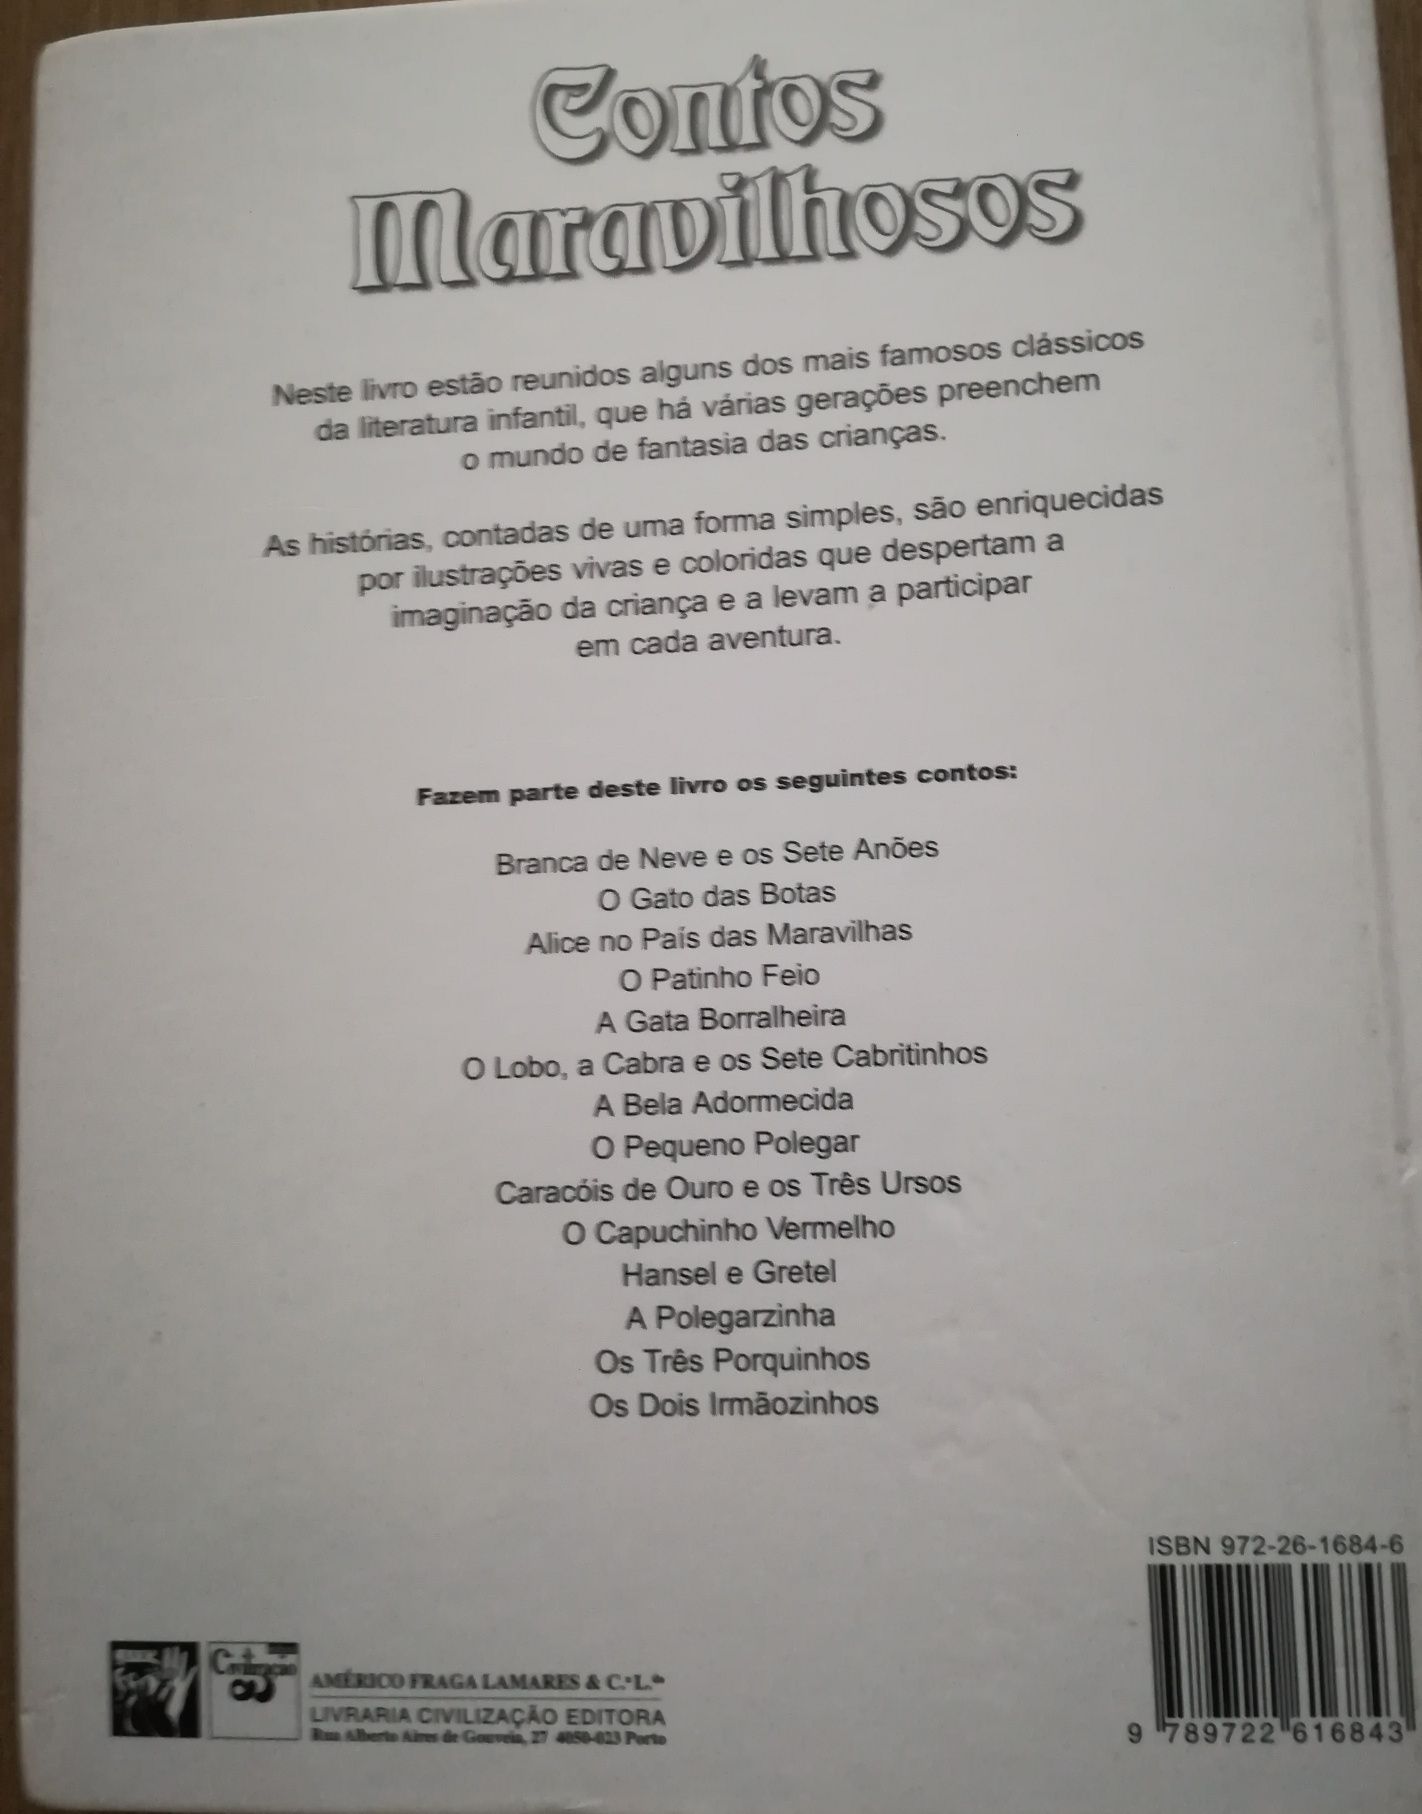 Contos
Maravilhosos
Neste livro estão reunidos alguns dos mais famosos clássicos
da literatura infantil, que há várias gerações preenchem
o mundo de fantasia das crianças.
As histórias, contadas de uma forma simples, são enriquecidas
por ilustrações vivas e coloridas que despertam a
imaginação da criança e a levam a participar
em cada aventura.
Fazem parte deste livro os seguintes contos:
Branca de Neve e os Sete Anões
O Gato das Botas
Alice no País das Maravilhas
O Patinho Feio
A Gata Borralheira
O Lobo, a Cabra e os Sete Cabritinhos
A Bela Adormecida
O Pequeno Polegar
Caracóis de Ouro e os Três Ursos
O Capuchinho Vermelho
Hansel e Gretel
A Polegarzinha
Os Três Porquinhos
Os Dois Irmãozinhos
ISBN 972-26-1684-6
9 789722 616843
Civilização
AMÉRICO FRAGA LAMARES & C.ª L.da
LIVRARIA CIVILIZAÇÃO EDITORA
Rua Alberto Aires de Gouveia, 27 4050-023 Porto